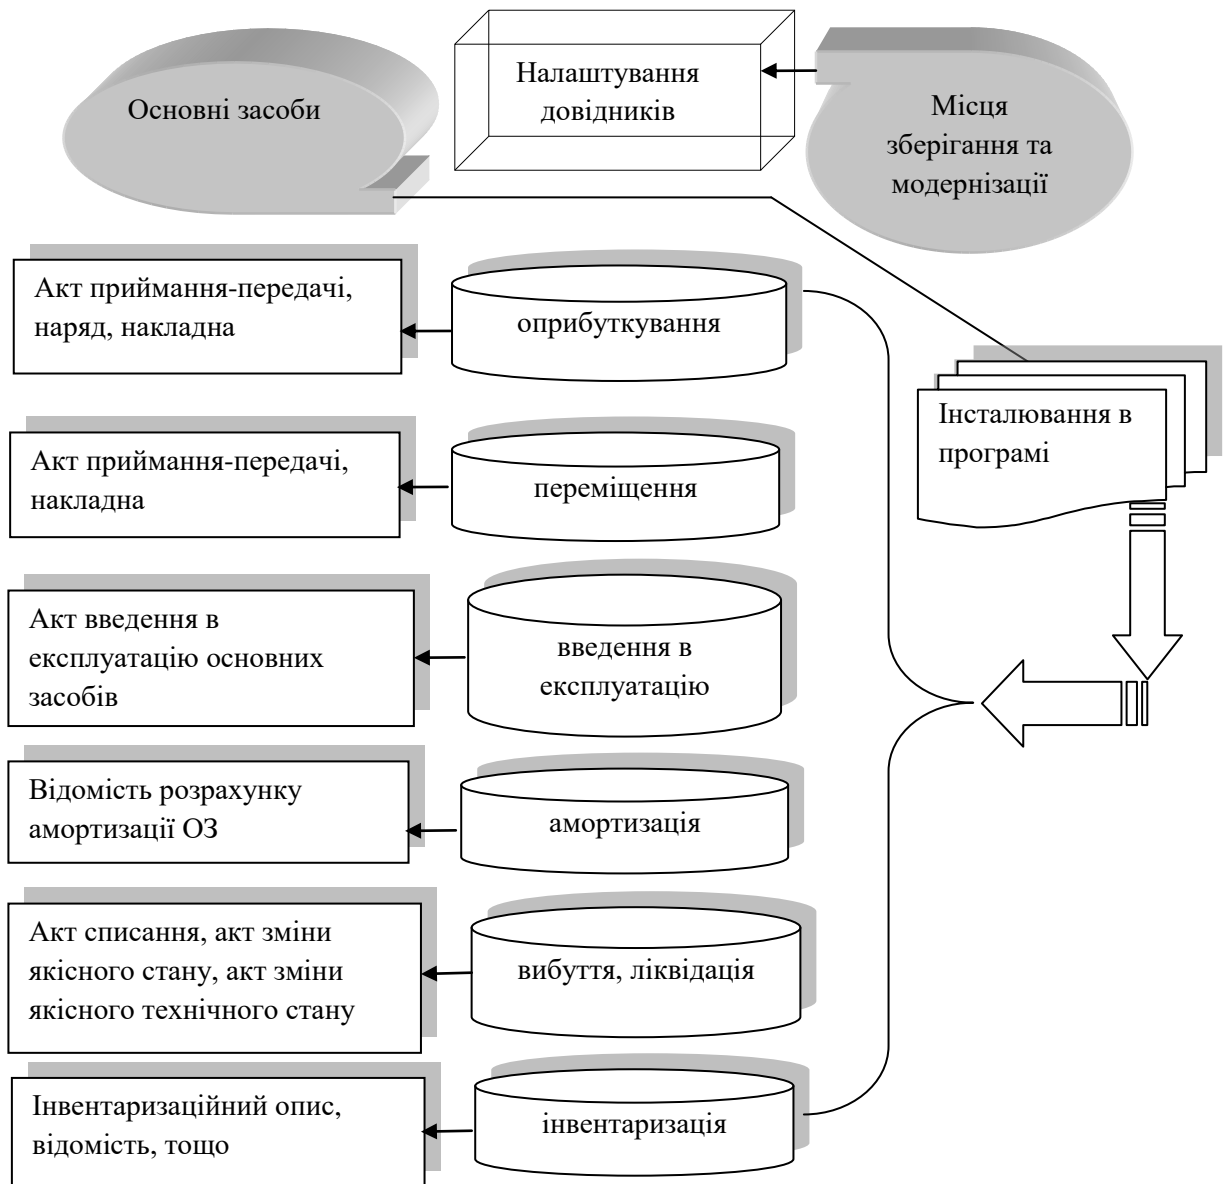 Основні засоби
Налаштування
довідників
Місця
зберігання та
модернізації
Акт приймання-передачі,
наряд, накладна
оприбуткування
Інсталювання в
програмі
Акт приймання-передачі,
накладна
переміщення
Акт введення в
експлуатацію основних
засобів
введення в
експлуатацію
Відомість розрахунку
амортизації ОЗ
амортизація
Акт списання, акт зміни
якісного стану, акт зміни
якісного технічного стану
вибуття, ліквідація
Інвентаризаційний опис,
відомість, тощо
інвентаризація